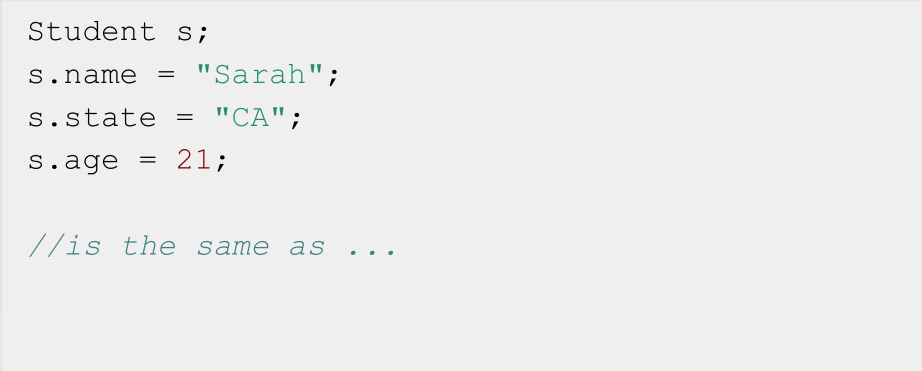 Student s;
s.name = "Sarah";
s.state = "CA";
s.age = 21;
//is the same as ...